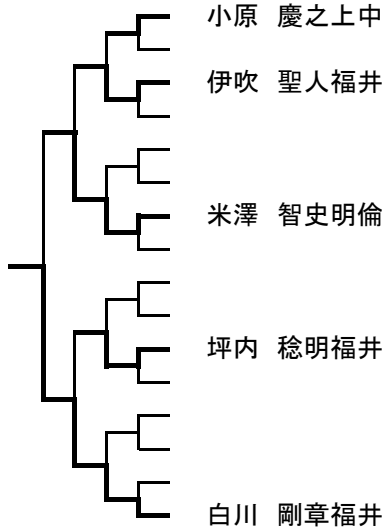 小原 慶之上中
伊吹 聖人福井
米澤 智史明倫
坪内 稔明福井
白川 剛章福井